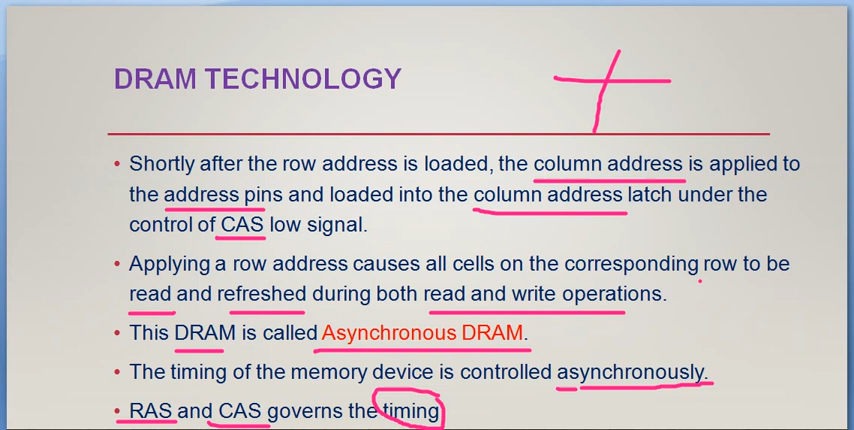 DRAM TECHNOLOGY
• Shortly after the row address is loaded, the column address is applied to
the address pins and loaded into the column address latch under the
control of CAS low signal.
• Applying a row address causes all cells on the corresponding row to be
read and refreshed during both read and write operations.
• This DRAM is called Asynchronous DRAM.
• The timing of the memory device is controlled asynchronously.
• RAS and CAS governs the timing